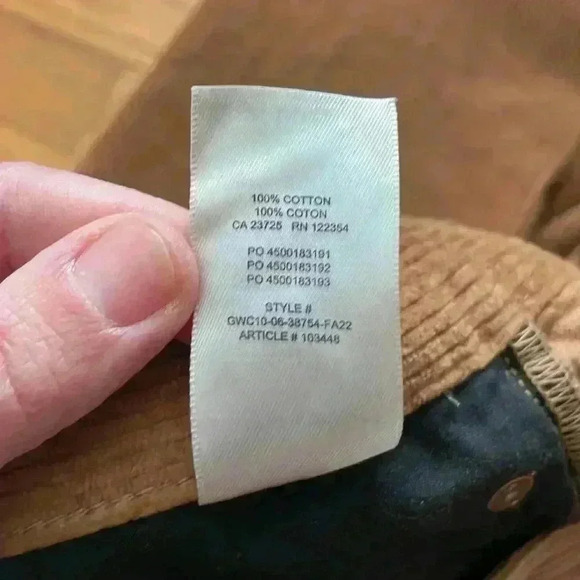 100% COTTON
100% COTON
CA 23725 RN 122354
PO 4500183191
PO 4500183192
PO 4500183193
STYLE #
GWC10-06-38754-FA22
ARTICLE # 103448